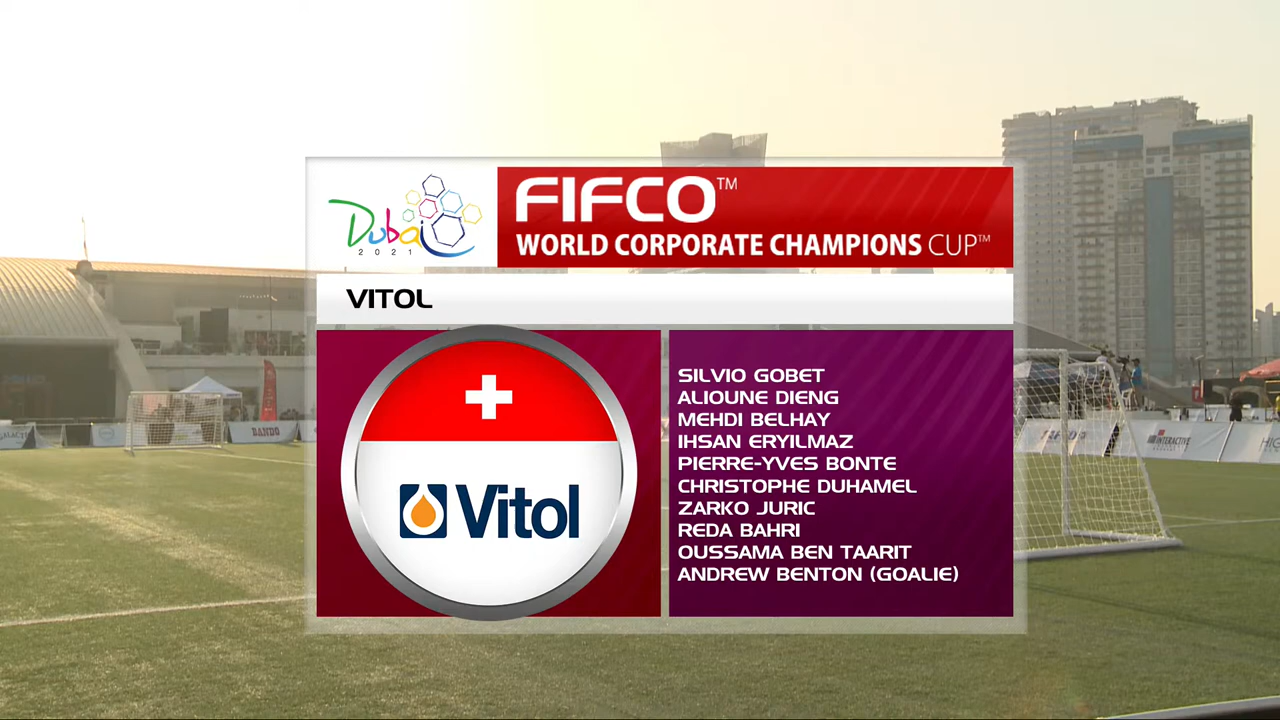 Dubai
2021
FIFCO™
WORLD CORPORATE CHAMPIONS CUP™
VITOL
Vitol
SILVIO GOBET
ALIOUNE DIENG
MEHDI BELHAY
IHSAN ERYILMAZ
PIERRE-YVES BONTE
CHRISTOPHE DUHAMEL
ZARKO JURIC
REDA BAHRI
OUSSAMA BEN TAARIT
ANDREW BENTON (GOALIE)
BANDO
INTERACTIVE